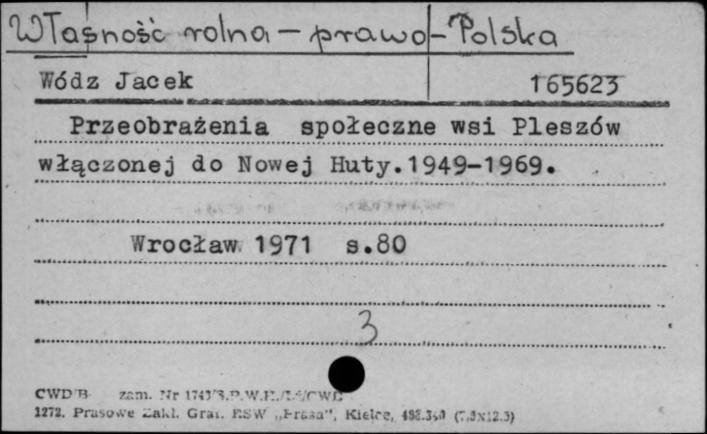 Własność rolna – prawo – Polska
Wódz Jacek 165623
Przeobrażenia społeczne wsi Pleszów
włączonej do Nowej Huty.1949-1969.
Wrocław 1971 s.80
3
CWD B zam. Nr
1272. Prasowe Zakł. Graf. RSW „Prasa", Kielce,